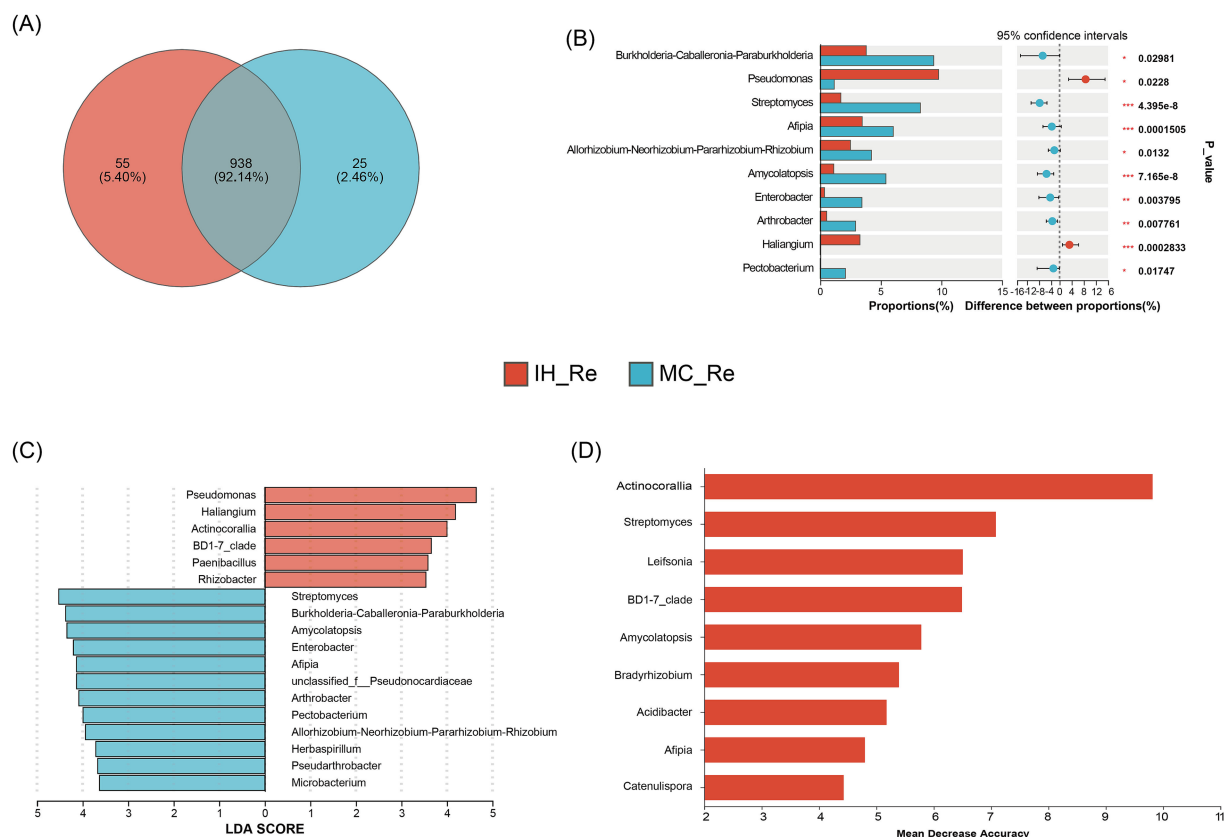 (A)
55
(5.40%)
938
(92.14%)
25
(2.46%)
(B)
95% confidence intervals
Burkholderia-Caballeronia-Paraburkholderia
* 0.02981
Pseudomonas
* 0.0228
Streptomyces
*** 4.395e-8
Afipia
*** 0.0001505
Allorhizobium-Neorhizobium-Pararhizobium-Rhizobium
* 0.0132
Amycolatopsis
*** 7.165e-8
Enterobacter
** 0.003795
Arthrobacter
** 0.007761
Haliangium
*** 0.0002833
Pectobacterium
* 0.01747
P_value
0 5 10 15
-16-12-8-4 0 4 8 12 16
Proportions(%)
Difference between proportions(%)
IH_Re
MC_Re
(C)
Pseudomonas
Haliangium
Actinocorallia
BD1-7_clade
Paenibacillus
Rhizobacter
Streptomyces
Burkholderia-Caballeronia-Paraburkholderia
Amycolatopsis
Enterobacter
Afipia
unclassified_f__Pseudonocardiaceae
Arthrobacter
Pectobacterium
Allorhizobium-Neorhizobium-Pararhizobium-Rhizobium
Herbaspirillum
Pseudarthrobacter
Microbacterium
5 4 3 2 1 0 1 2 3 4 5
LDA SCORE
(D)
Actinocorallia
Streptomyces
Leifsonia
BD1-7_clade
Amycolatopsis
Bradyrhizobium
Acidibacter
Afipia
Catenulispora
2 3 4 5 6 7 8 9 10 11
Mean Decrease Accuracy